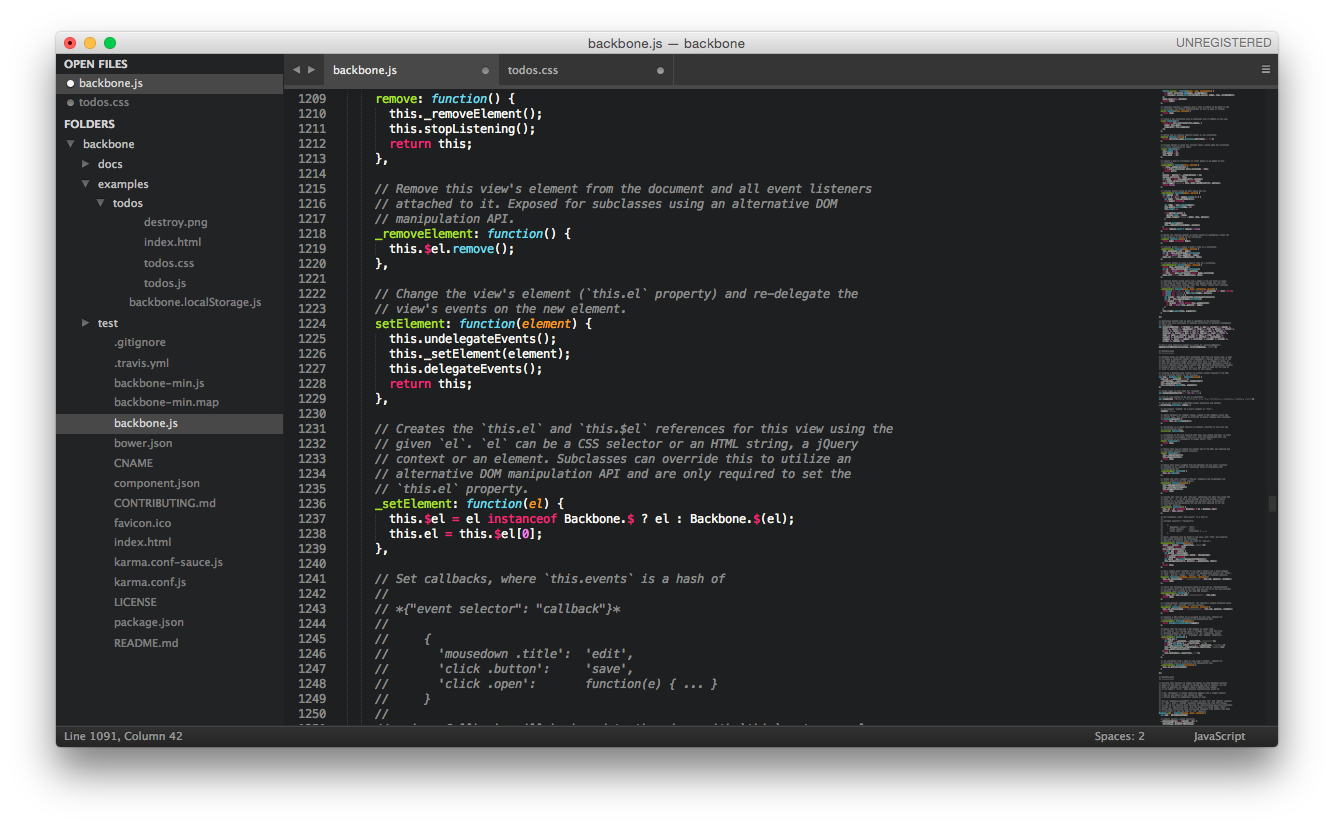 backbone.js — backbone
UNREGISTERED
OPEN FILES
backbone.js
todos.css
FOLDERS
backbone
docs
examples
todos
destroy.png
index.html
todos.css
todos.js
backbone.localStorage.js
test
.gitignore
.travis.yml
backbone-min.js
backbone-min.map
backbone.js
bower.json
CNAME
component.json
CONTRIBUTING.md
favicon.ico
index.html
karma.conf-sauce.js
karma.conf.js
LICENSE
package.json
README.md
backbone.js
todos.css
1209 remove: function() {
1210 this._removeElement();
1211 this.stopListening();
1212 return this;
1213 },
1214
1215 // Remove this view's element from the document and all event listeners
1216 // attached to it. Exposed for subclasses using an alternative DOM
1217 // manipulation API.
1218 _removeElement: function() {
1219 this.$el.remove();
1220 },
1221
1222 // Change the view's element (`this.el` property) and re-delegate the
1223 // view's events on the new element.
1224 setElement: function(element) {
1225 this.undelegateEvents();
1226 this._setElement(element);
1227 this.delegateEvents();
1228 return this;
1229 },
1230
1231 // Creates the `this.el` and `this.$el` references for this view using the
1232 // given `el`. `el` can be a CSS selector or an HTML string, a jQuery
1233 // context or an element. Subclasses can override this to utilize an
1234 // alternative DOM manipulation API and are only required to set the
1235 // `this.el` property.
1236 _setElement: function(el) {
1237 this.$el = el instanceof Backbone.$ ? el : Backbone.$(el);
1238 this.el = this.$el[0];
1239 },
1240
1241 // Set callbacks, where `this.events` is a hash of
1242 //
1243 // *{"event selector": "callback"}*
1244 //
1245 // {
1246 // 'mousedown .title': 'edit',
1247 // 'click .button': 'save',
1248 // 'click .open': function(e) { ... }
1249 // }
1250 //
Line 1091, Column 42
Spaces: 2
JavaScript